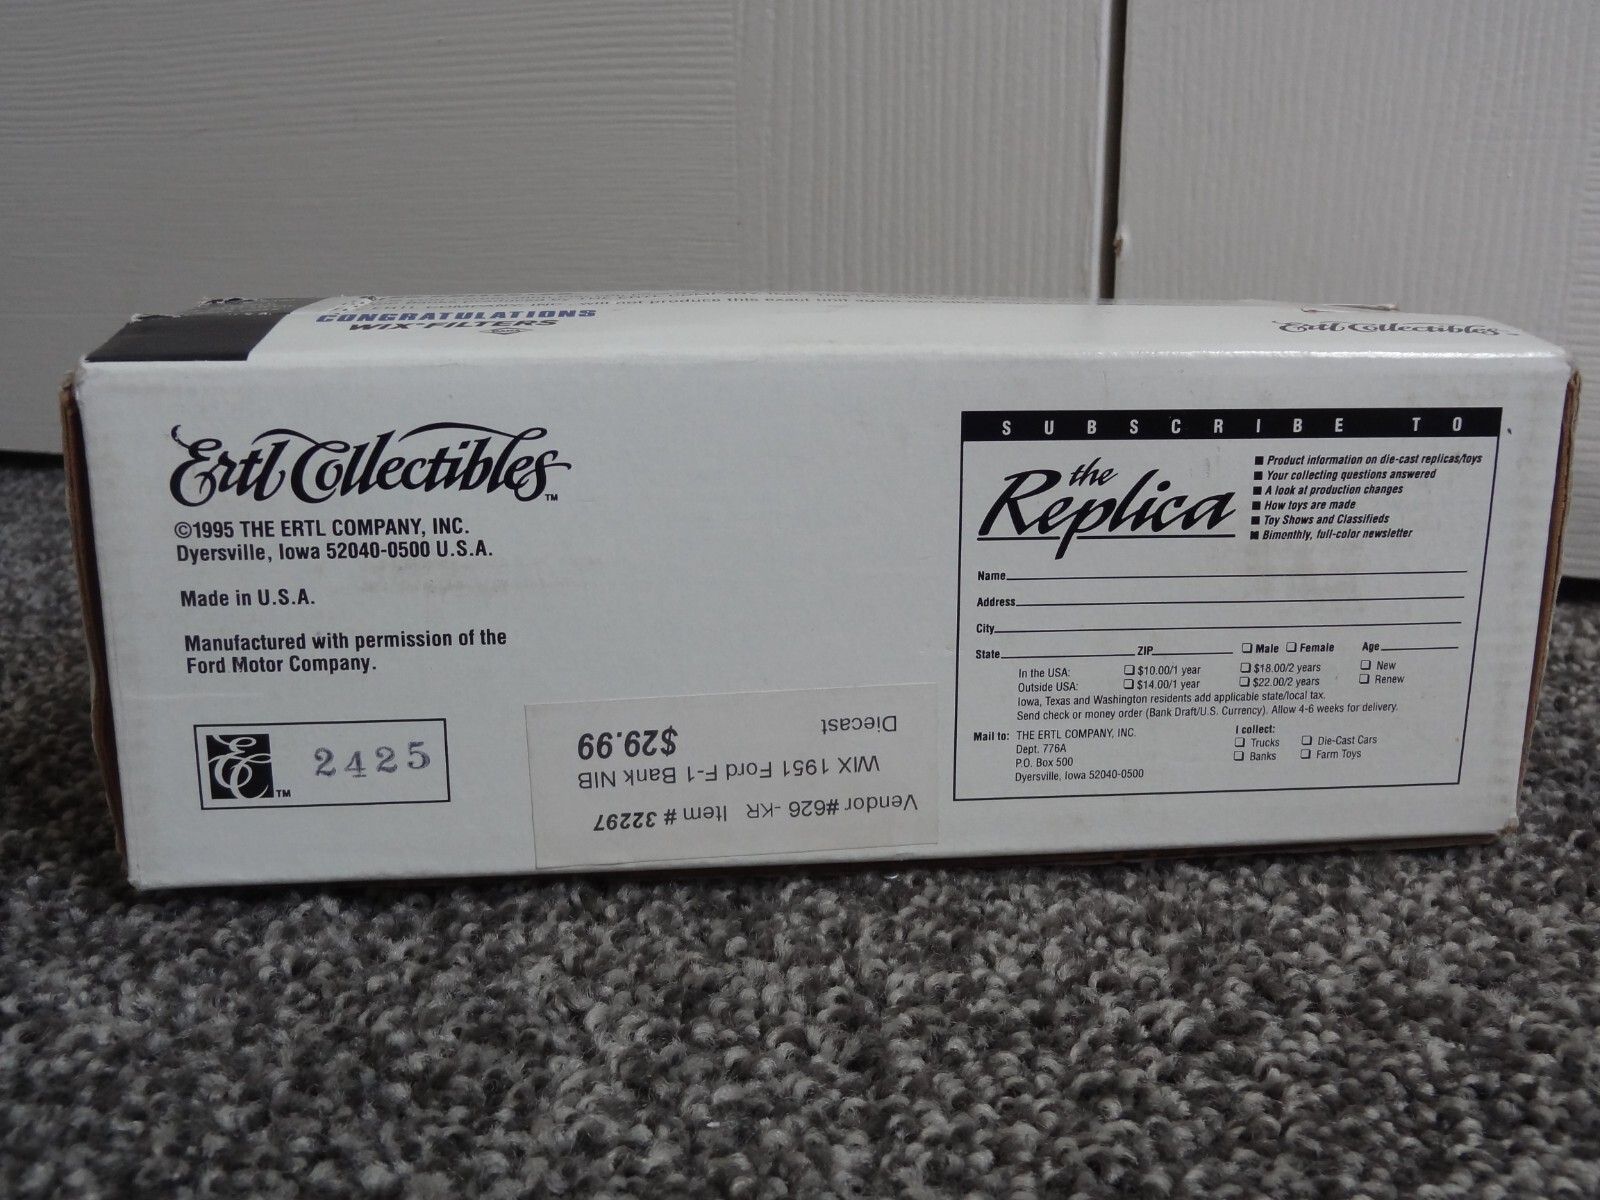 CONGRATULATIONS
WIX FILTERS
Ertl Collectibles
Ertl Collectibles™
©1995 THE ERTL COMPANY, INC.
Dyersville, Iowa 52040-0500 U.S.A.
Made in U.S.A.
Manufactured with permission of the
Ford Motor Company.
E™ 2425
Vendor#626 -KR Item # 32297
WIX 1951 Ford F-1 Bank NIB
Diecast $29.99
SUBSCRIBE TO
the
Replica
■ Product information on die-cast replicas/toys
■ Your collecting questions answered
■ A look at production changes
■ How toys are made
■ Toy Shows and Classifieds
■ Bimonthly, full-color newsletter
Name
Address
City
State ZIP ❏ Male ❏ Female Age
In the USA: ❏ $10.00/1 year ❏ $18.00/2 years ❏ New
Outside USA: ❏ $14.00/1 year ❏ $22.00/2 years ❏ Renew
Iowa, Texas and Washington residents add applicable state/local tax.
Send check or money order (Bank Draft/U.S. Currency). Allow 4-6 weeks for delivery.
Mail to: THE ERTL COMPANY, INC.
Dept. 776A
P.O. Box 500
Dyersville, Iowa 52040-0500
I collect:
❏ Trucks ❏ Die-Cast Cars
❏ Banks ❏ Farm Toys